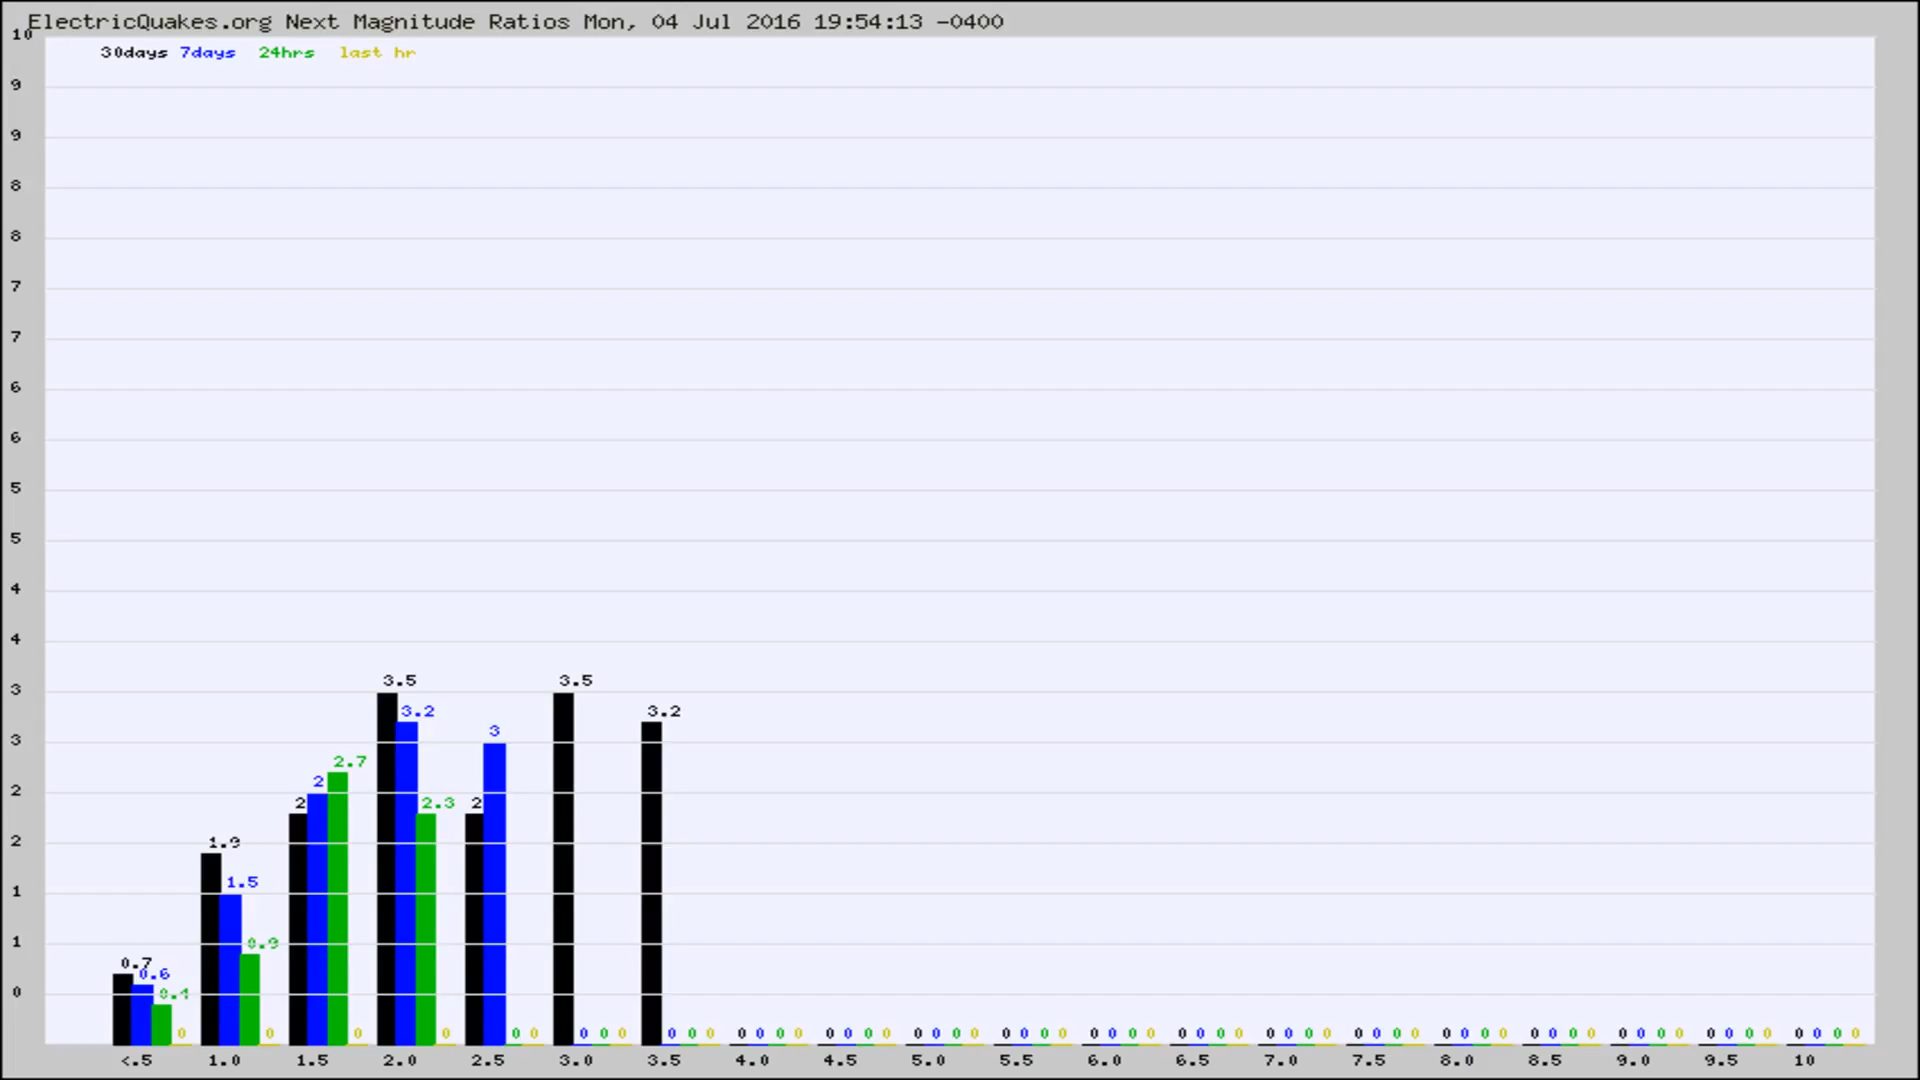 ElectricQuakes.org Next Magnitude Ratios Mon, 04 Jul 2016 19:54:13 -0400
30days 7days 24hrs last hr
10
9
9
8
8
7
7
6
6
5
5
4
4
3
3
2
2
1
1
0
0.7 0.6 0.4 0
1.9 1.5 0.9 0
2 2 2.7 0
3.5 3.2 2.3 0
2 3 0 0
3.5 0 0 0
3.2 0 0 0
0 0 0 0
0 0 0 0
0 0 0 0
0 0 0 0
0 0 0 0
0 0 0 0
0 0 0 0
0 0 0 0
0 0 0 0
0 0 0 0
0 0 0 0
0 0 0 0
0 0 0 0
<.5 1.0 1.5 2.0 2.5 3.0 3.5 4.0 4.5 5.0 5.5 6.0 6.5 7.0 7.5 8.0 8.5 9.0 9.5 10